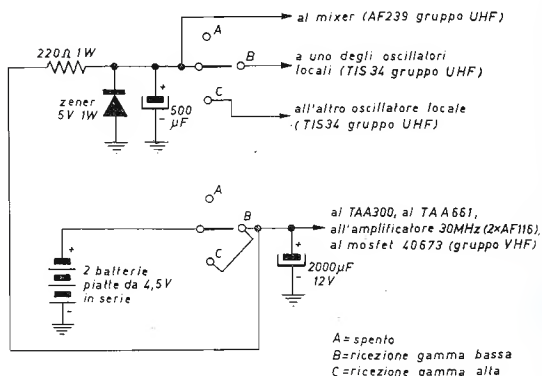 al mixer (AF239 gruppo UHF)
A
220Ω 1W
B
a uno degli oscillatori
locali (TIS 34 gruppo UHF)
C
zener
5V 1W
+
500
μF
-
all'altro oscillatore locale
(TIS34 gruppo UHF)
A
B
al TAA300, al TAA661,
all'amplificatore 30MHz (2×AF116),
al mosfet 40673 (gruppo VHF)
C
+
2 batterie
piatte da 4,5V
in serie
-
+
2000μF
12V
-
A= spento
B=ricezione gamma bassa
C=ricezione gamma alta